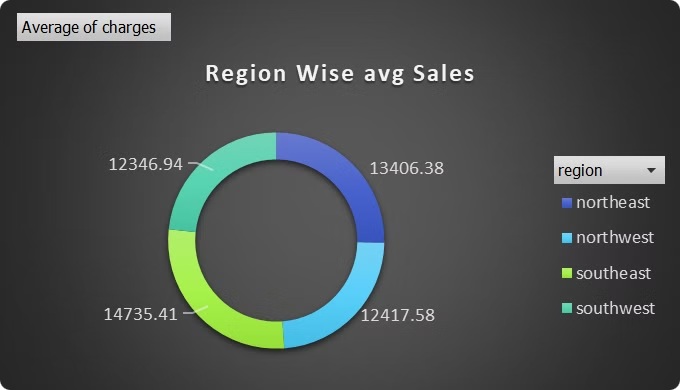 Average of charges
Region Wise avg Sales
12346.94
13406.38
region
northeast
northwest
southeast
southwest
14735.41
12417.58